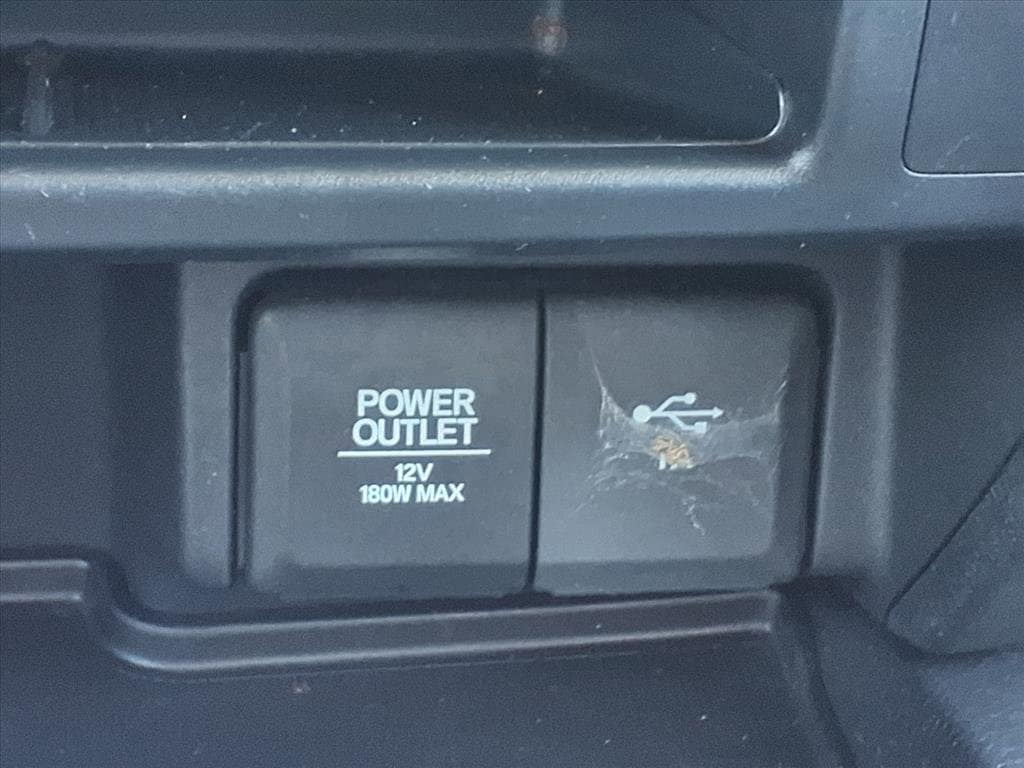 POWER
OUTLET
12V
180W MAX